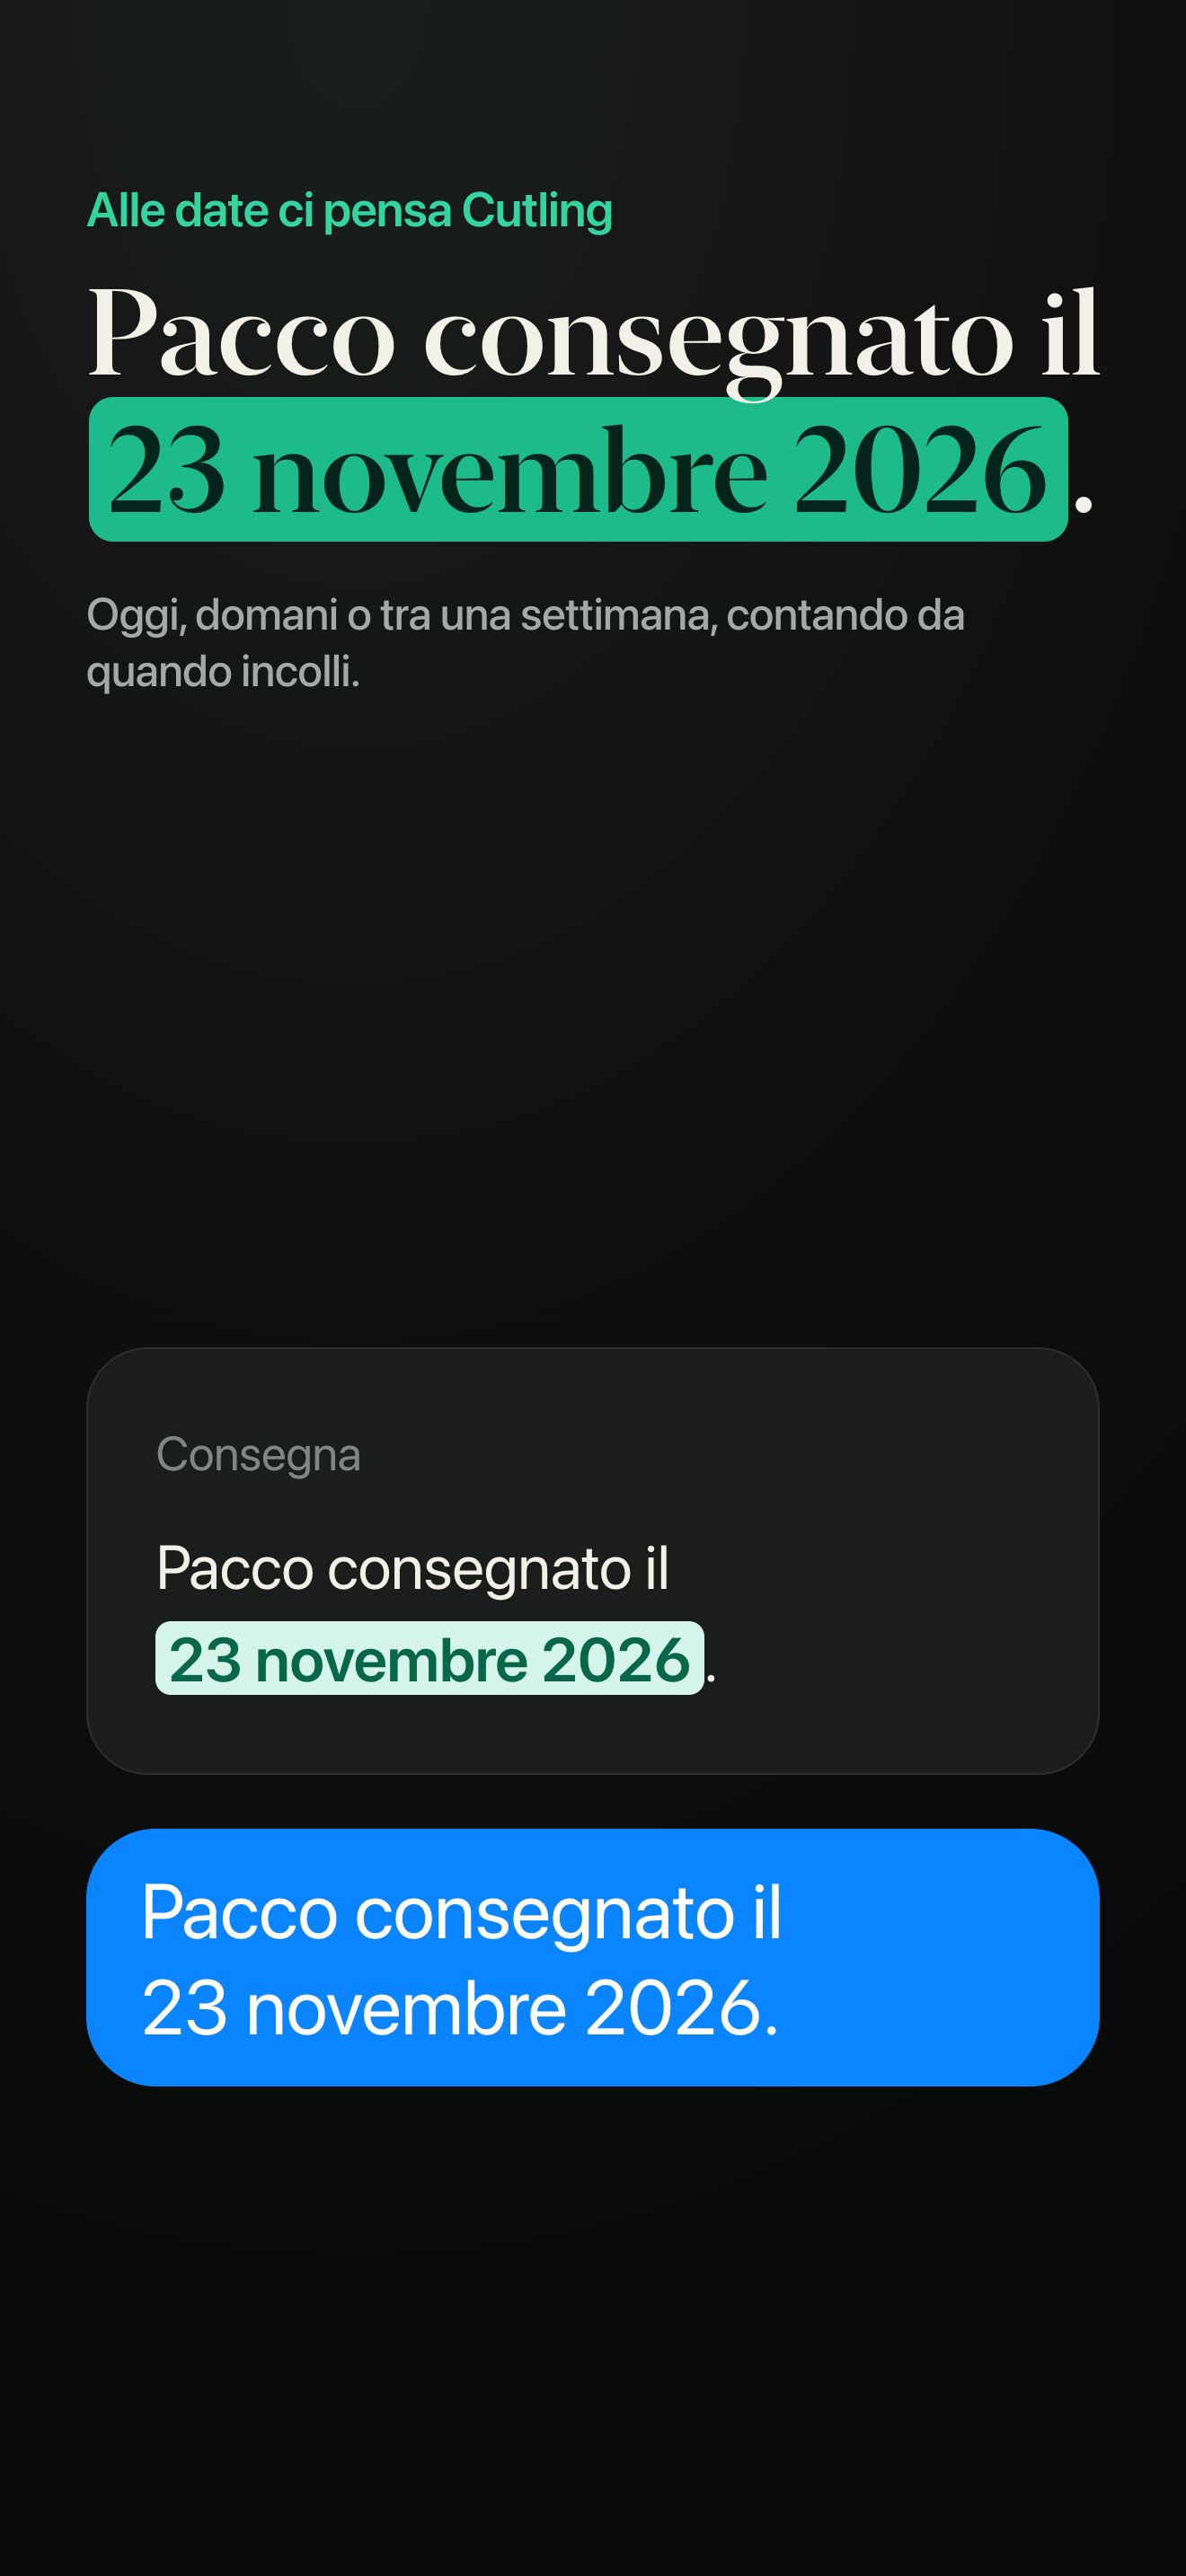 Alle date ci pensa Cutling
Pacco consegnato il
23 novembre 2026.
Oggi, domani o tra una settimana, contando da
quando incolli.
Consegna
Pacco consegnato il
23 novembre 2026.
Pacco consegnato il
23 novembre 2026.